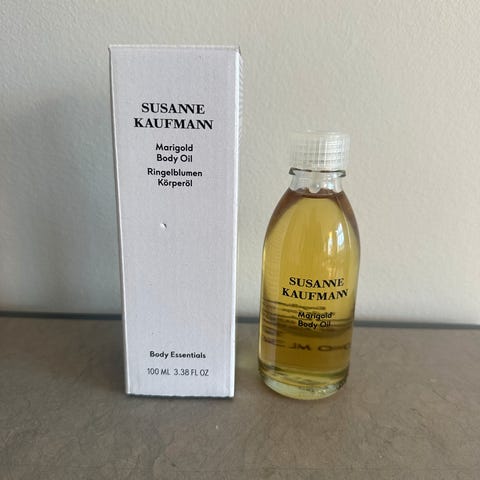 SUSANNE
KAUFMANN
Marigold
Body Oil
Ringelblumen
Körperöl
Body Essentials
100 ML 3.38 FL OZ
SUSANNE
KAUFMANN
Marigold
Body Oil